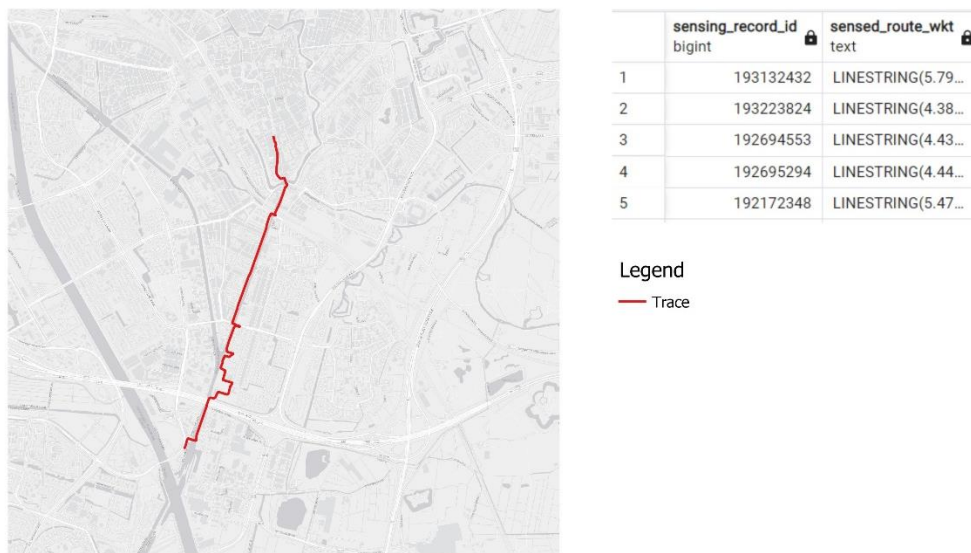 sensing_record_id sensed_route_wkt
bigint text
1 193132432 LINESTRING(5.79...
2 193223824 LINESTRING(4.38...
3 192694553 LINESTRING(4.43...
4 192695294 LINESTRING(4.44...
5 192172348 LINESTRING(5.47...
Legend
Trace